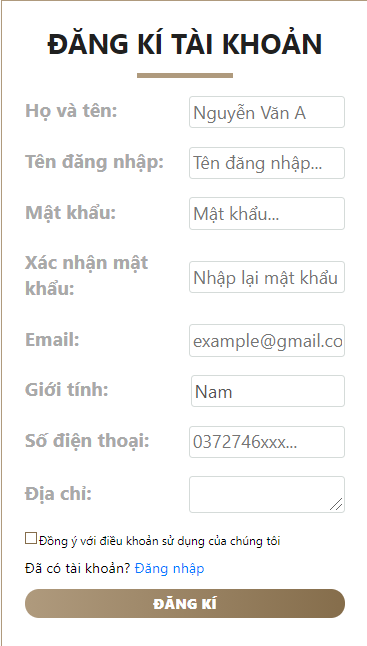 ĐĂNG KÍ TÀI KHOẢN
Họ và tên: Nguyễn Văn A
Tên đăng nhập: Tên đăng nhập...
Mật khẩu: Mật khẩu...
Xác nhận mật
khẩu: Nhập lại mật khẩu
Email: example@gmail.co
Giới tính: Nam
Số điện thoại: 0372746xxx...
Địa chỉ:
Đồng ý với điều khoản sử dụng của chúng tôi
Đã có tài khoản? Đăng nhập
ĐĂNG KÍ